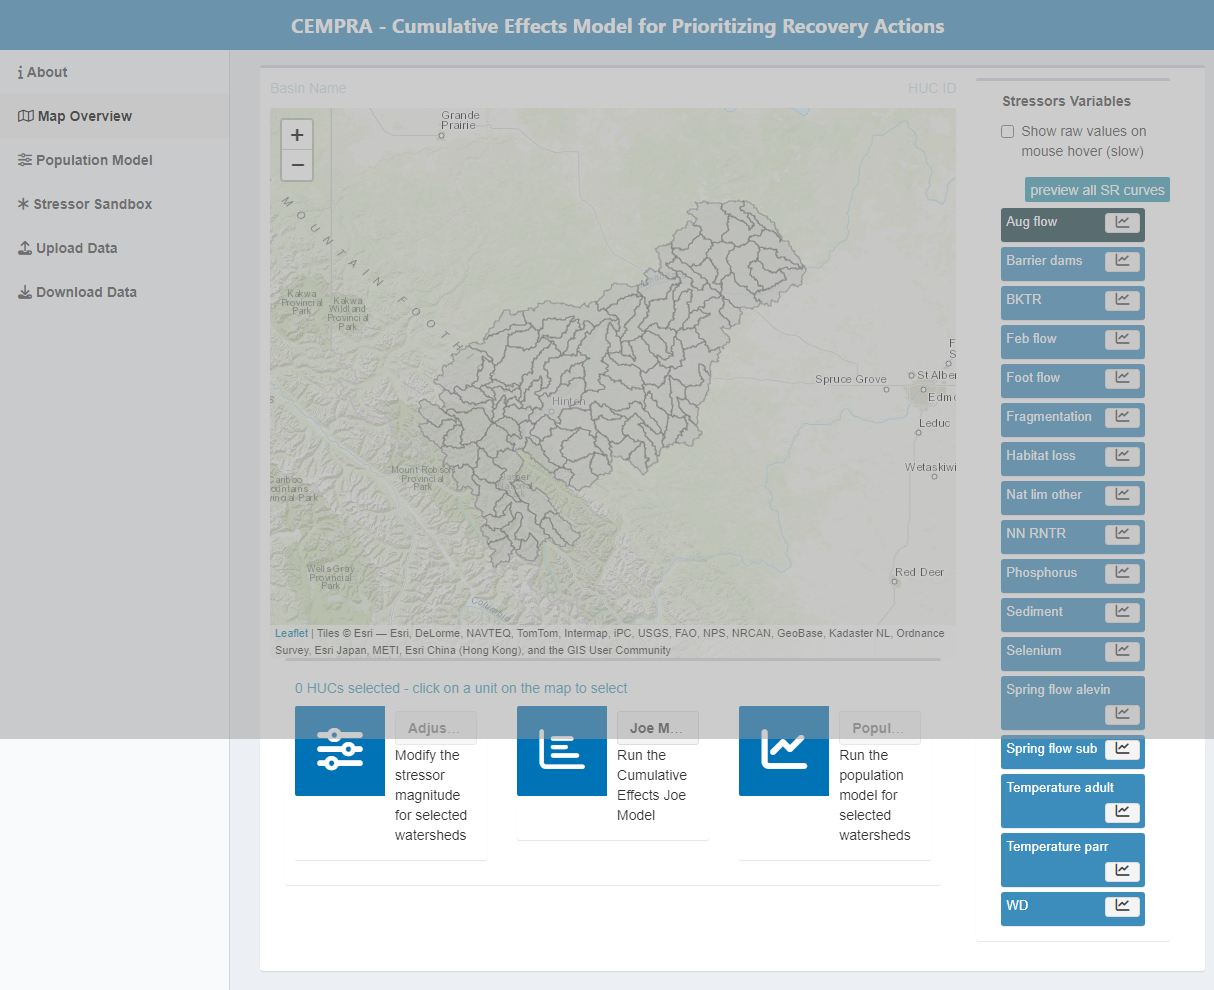 CEMPRA - Cumulative Effects Model for Prioritizing Recovery Actions
About
Map Overview
Population Model
Stressor Sandbox
Upload Data
Download Data
Basin Name
HUC ID
+
−
Grande
Prairie
MOUNTAIN FOOTH
Kakwa
Provincial
Park
Kakwa
Wildland
Provincial
Park
Hinton
Spruce Grove
St Alber
Edmo
Leduc
Wetaskiwi
Mount Robson
Provincial
Park
Cariboo
Mountains
Provincial Park
Wells Gray
Provincial
Park
Red Deer
Columbia
Leaflet | Tiles © Esri — Esri, DeLorme, NAVTEQ, TomTom, Intermap, iPC, USGS, FAO, NPS, NRCAN, GeoBase, Kadaster NL, Ordnance
Survey, Esri Japan, METI, Esri China (Hong Kong), and the GIS User Community
0 HUCs selected - click on a unit on the map to select
Adjus...
Modify the
stressor
magnitude
for selected
watersheds
Joe M...
Run the
Cumulative
Effects Joe
Model
Popul...
Run the
population
model for
selected
watersheds
Stressors Variables
Show raw values on
mouse hover (slow)
preview all SR curves
Aug flow
Barrier dams
BKTR
Feb flow
Foot flow
Fragmentation
Habitat loss
Nat lim other
NN RNTR
Phosphorus
Sediment
Selenium
Spring flow alevin
Spring flow sub
Temperature adult
Temperature parr
WD